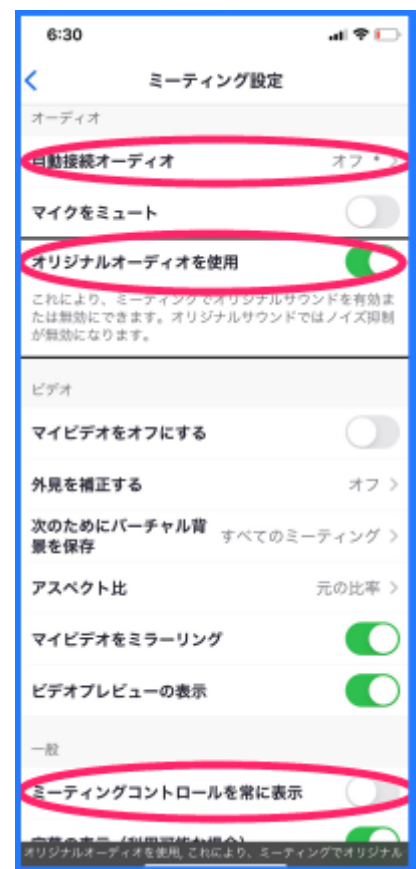 6:30
ミーティング設定
オーディオ
自動接続オーディオ オフ *
マイクをミュート
オリジナルオーディオを使用
これにより、ミーティングでオリジナルサウンドを有効ま
たは無効にできます。オリジナルサウンドではノイズ抑制
が無効になります。
ビデオ
マイビデオをオフにする
外見を補正する オフ
次のためにバーチャル背 すべてのミーティング
景を保存
アスペクト比 元の比率
マイビデオをミラーリング
ビデオプレビューの表示
一般
ミーティングコントロールを常に表示
オリジナルオーディオを使用, これにより、ミーティングでオリジナル